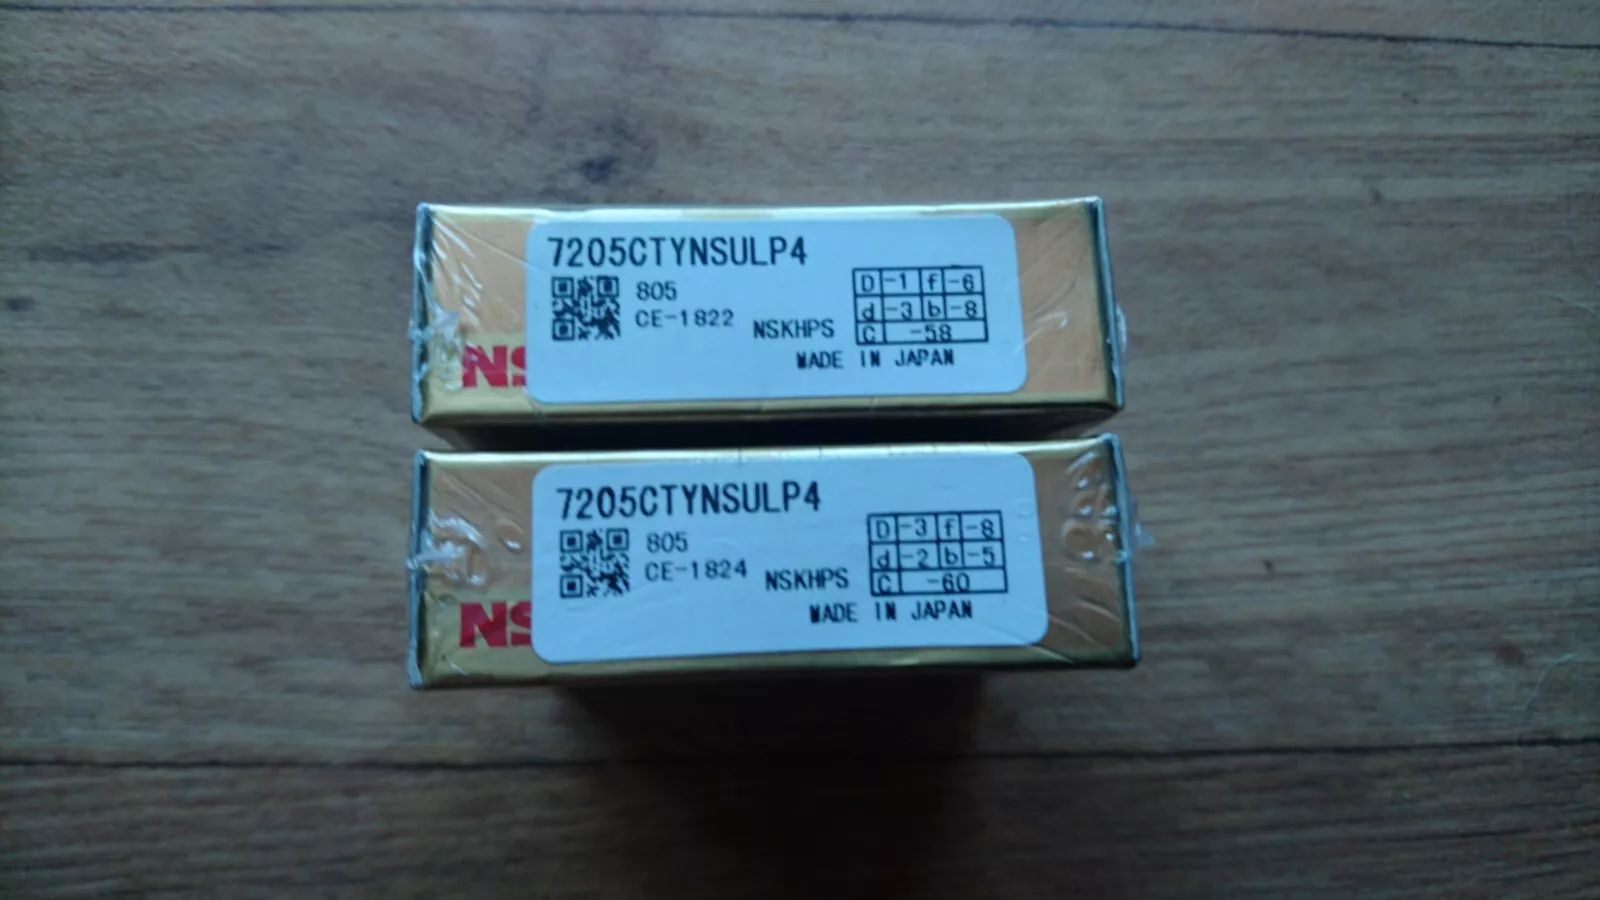 7205CTYNSULP4
805
CE-1822 NSKHPS
D -1 f -6
d -3 b -8
C -58
MADE IN JAPAN
NS
7205CTYNSULP4
805
CE-1824 NSKHPS
D -3 f -8
d -2 b -5
C -60
MADE IN JAPAN
NS